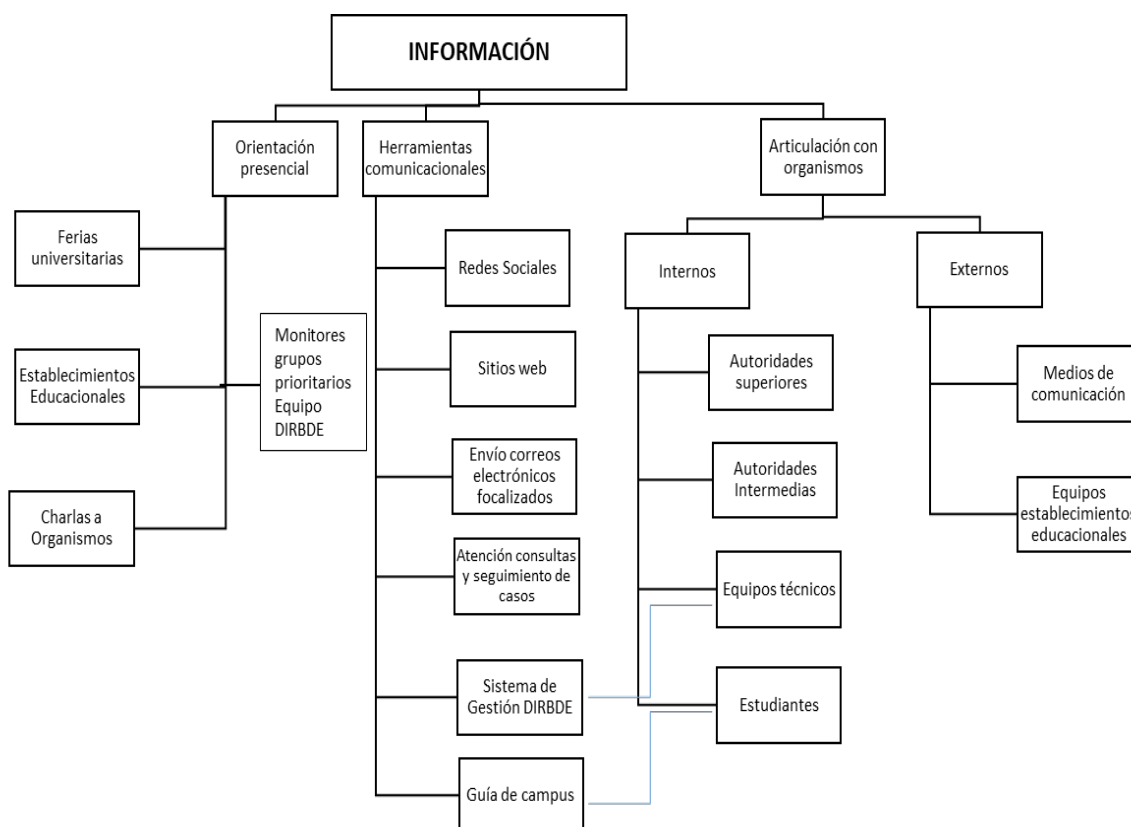 INFORMACIÓN
Orientación
presencial
Herramientas
comunicacionales
Articulación con
organismos
Ferias
universitarias
Establecimientos
Educacionales
Charlas a
Organismos
Monitores
grupos
prioritarios
Equipo
DIRBDE
Redes Sociales
Sitios web
Envío correos
electrónicos
focalizados
Atención consultas
y seguimiento de
casos
Sistema de
Gestión DIRBDE
Guía de campus
Internos
Autoridades
superiores
Autoridades
Intermedias
Equipos técnicos
Estudiantes
Externos
Medios de
comunicación
Equipos
establecimientos
educacionales